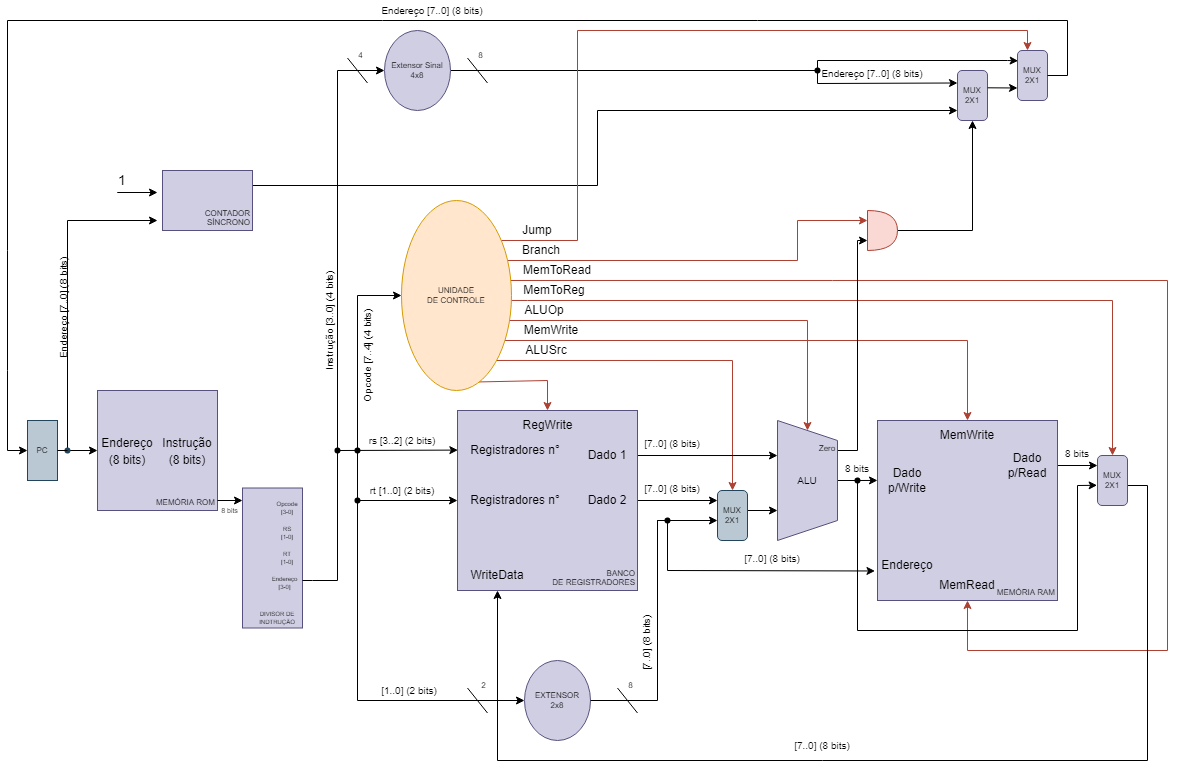 Endereço [7..0] (8 bits)
4
Extensor Sinal
4x8
8
Endereço [7..0] (8 bits)
MUX
2X1
MUX
2X1
1
CONTADOR
SÍNCRONO
Endereço [7..0] (8 bits)
Instrução [3..0] (4 bits)
Opcode [7..4] (4 bits)
UNIDADE
DE CONTROLE
Jump
Branch
MemToRead
MemToReg
ALUOp
MemWrite
ALUSrc
PC
Endereço
(8 bits)
Instrução
(8 bits)
MEMÓRIA ROM
8 bits
Opcode
[3-0]
RS
[1-0]
RT
[1-0]
Endereço
[3-0]
DIVISOR DE
INSTRUÇÃO
rs [3..2] (2 bits)
rt [1..0] (2 bits)
RegWrite
Registradores n°
Dado 1
Registradores n°
Dado 2
WriteData
BANCO
DE REGISTRADORES
[7..0] (8 bits)
[7..0] (8 bits)
MUX
2X1
Zero
ALU
8 bits
[7..0] (8 bits)
MemWrite
Dado
p/Write
Dado
p/Read
Endereço
MemRead
MEMÓRIA RAM
8 bits
MUX
2X1
[7..0] (8 bits)
[1..0] (2 bits)
2
EXTENSOR
2x8
8
[7..0] (8 bits)